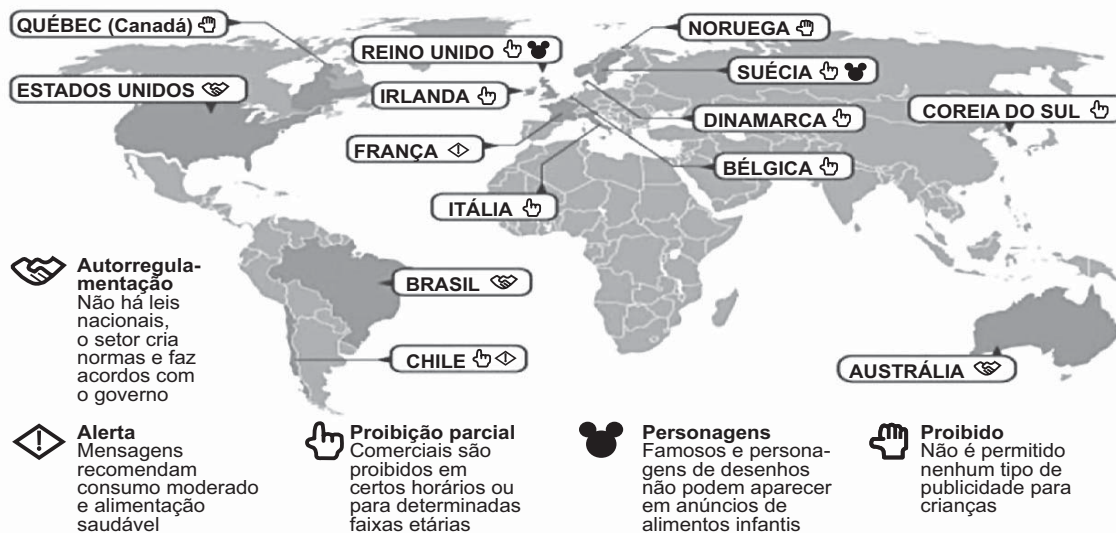 QUÉBEC (Canadá)
NORUEGA
REINO UNIDO
SUÉCIA
ESTADOS UNIDOS
IRLANDA
DINAMARCA
COREIA DO SUL
FRANÇA
BÉLGICA
ITÁLIA
BRASIL
CHILE
AUSTRÁLIA
Autorregula-
mentação
Não há leis
nacionais,
o setor cria
normas e faz
acordos com
o governo
Alerta
Mensagens
recomendam
consumo moderado
e alimentação
saudável
Proibição parcial
Comerciais são
proibidos em
certos horários ou
para determinadas
faixas etárias
Personagens
Famosos e persona-
gens de desenhos
não podem aparecer
em anúncios de
alimentos infantis
Proibido
Não é permitido
nenhum tipo de
publicidade para
crianças